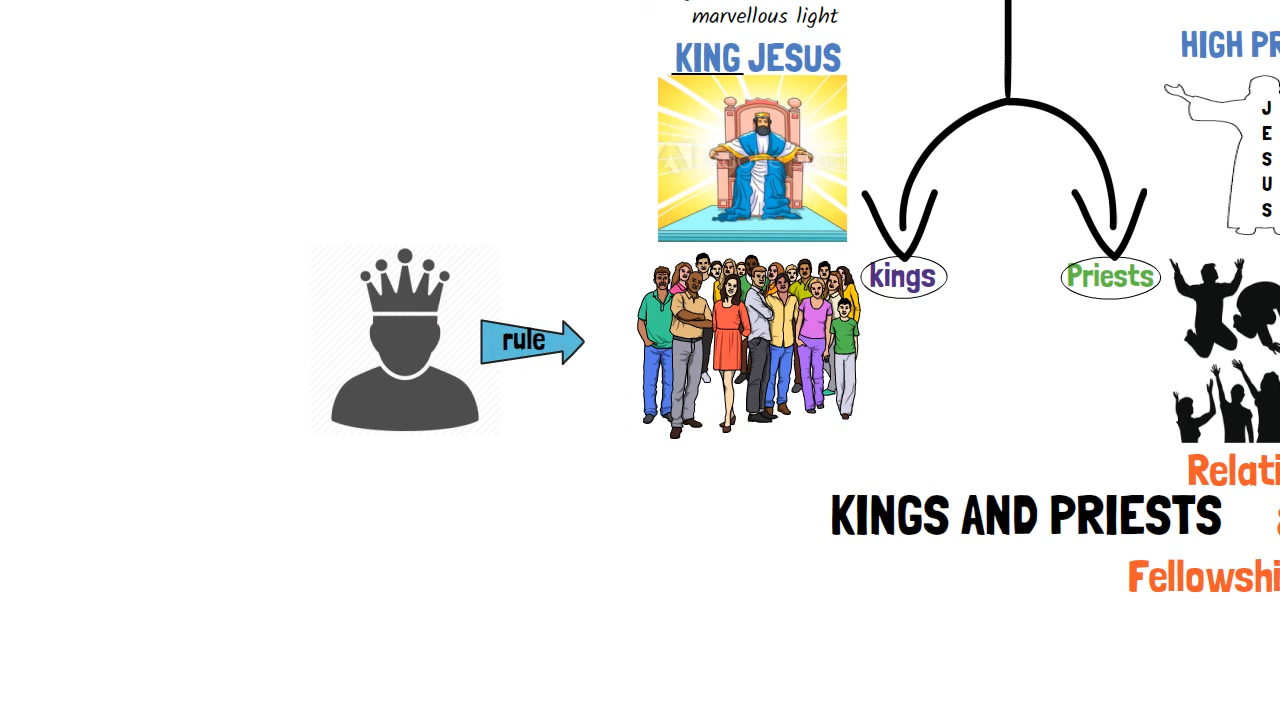 marvellous light
KING JESUS
HIGH PR
J
E
S
U
S
kings
Priests
rule
Relati
KINGS AND PRIESTS
Fellowshi